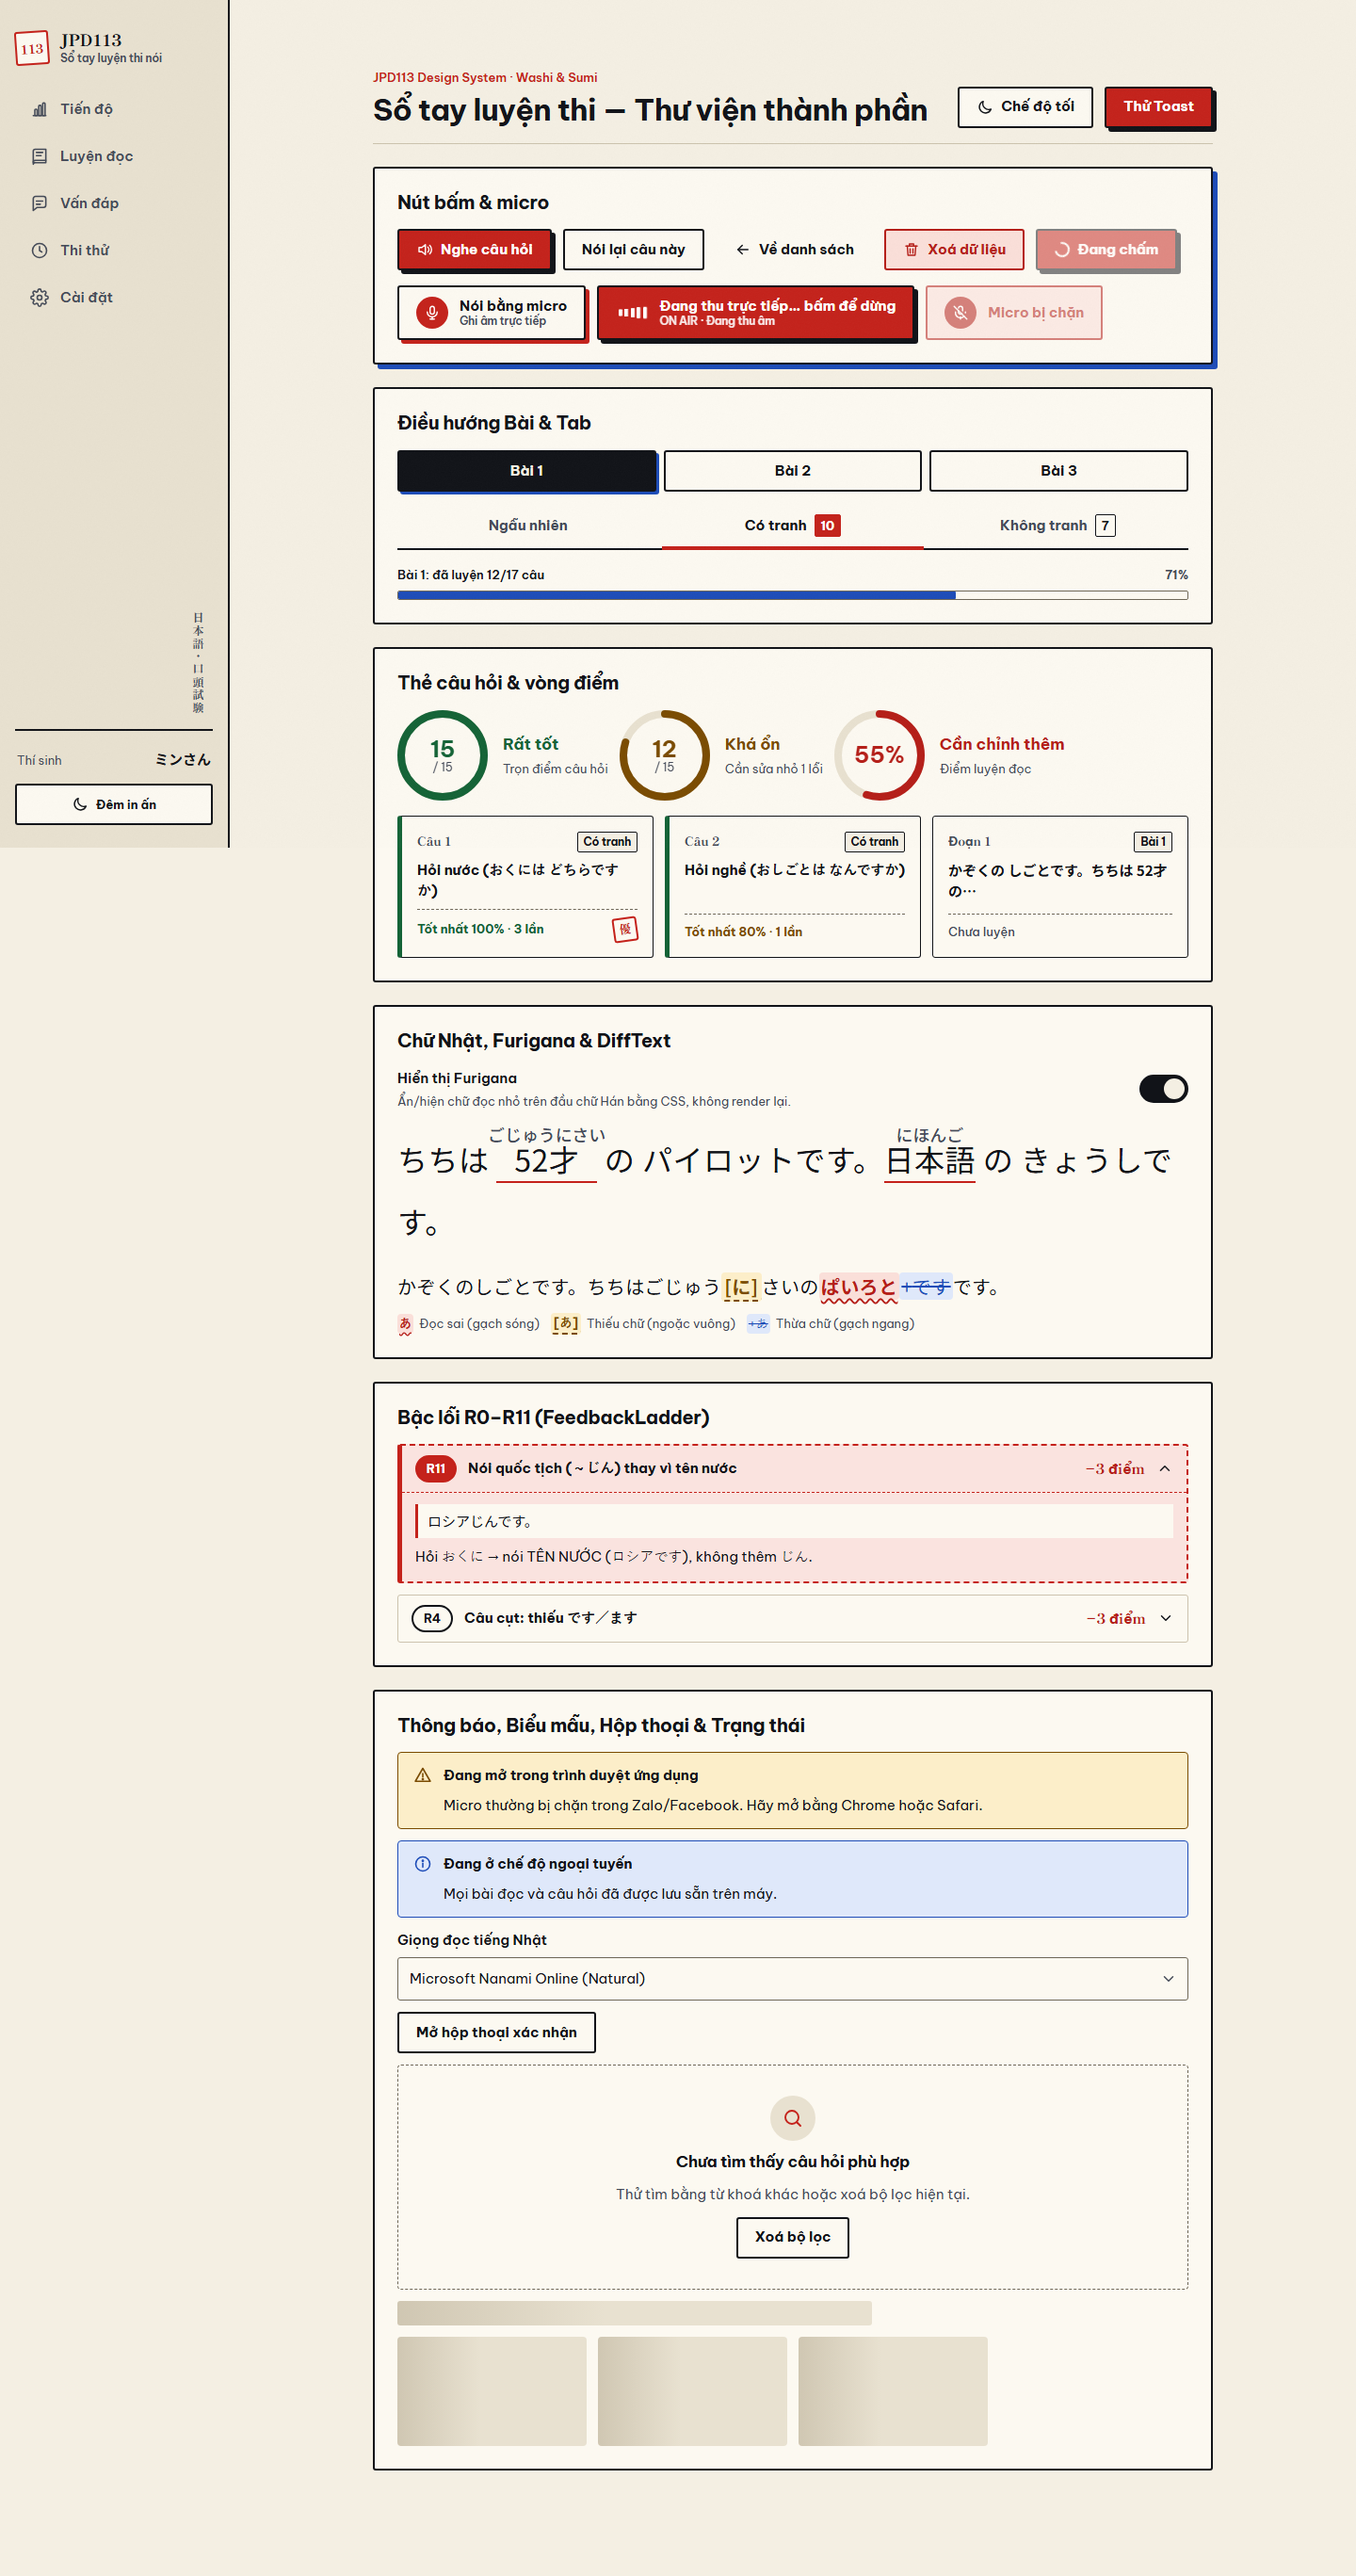 113
JPD113
Sổ tay luyện thi nói
Tiến độ
Luyện đọc
Vấn đáp
Thi thử
Cài đặt
日本語・口頭試験
Thí sinh
ミンさん
Đêm in ấn
JPD113 Design System · Washi & Sumi
Sổ tay luyện thi — Thư viện thành phần
Chế độ tối
Thử Toast
Nút bấm & micro
Nghe câu hỏi
Nói lại câu này
Về danh sách
Xoá dữ liệu
Đang chấm
Nói bằng micro
Ghi âm trực tiếp
Đang thu trực tiếp… bấm để dừng
ON AIR · Đang thu âm
Micro bị chặn
Điều hướng Bài & Tab
Bài 1
Bài 2
Bài 3
Ngẫu nhiên
Có tranh 10
Không tranh 7
Bài 1: đã luyện 12/17 câu
71%
Thẻ câu hỏi & vòng điểm
15
/ 15
Rất tốt
Trọn điểm câu hỏi
12
/ 15
Khá ổn
Cần sửa nhỏ 1 lỗi
55%
Cần chỉnh thêm
Điểm luyện đọc
Câu 1
Có tranh
Hỏi nước (おくには どちらです
か)
Tốt nhất 100% · 3 lần
優
Câu 2
Có tranh
Hỏi nghề (おしごとは なんですか)
Tốt nhất 80% · 1 lần
Đoạn 1
Bài 1
かぞくの しごとです。ちちは 52才
の…
Chưa luyện
Chữ Nhật, Furigana & DiffText
Hiển thị Furigana
Ẩn/hiện chữ đọc nhỏ trên đầu chữ Hán bằng CSS, không render lại.
ごじゅうにさい
にほんご
ちちは 52才 の パイロットです。日本語 の きょうしで
す。
かぞくのしごとです。ちちはごじゅう[に]さいのぱいろと+ですです。
あ Đọc sai (gạch sóng)
[あ] Thiếu chữ (ngoặc vuông)
+あ Thừa chữ (gạch ngang)
Bậc lỗi R0–R11 (FeedbackLadder)
R11
Nói quốc tịch (~じん) thay vì tên nước
−3 điểm
ロシアじんです。
Hỏi おくに → nói TÊN NƯỚC (ロシアです), không thêm じん.
R4
Câu cụt: thiếu です／ます
−3 điểm
Thông báo, Biểu mẫu, Hộp thoại & Trạng thái
Đang mở trong trình duyệt ứng dụng
Micro thường bị chặn trong Zalo/Facebook. Hãy mở bằng Chrome hoặc Safari.
Đang ở chế độ ngoại tuyến
Mọi bài đọc và câu hỏi đã được lưu sẵn trên máy.
Giọng đọc tiếng Nhật
Microsoft Nanami Online (Natural)
Mở hộp thoại xác nhận
Chưa tìm thấy câu hỏi phù hợp
Thử tìm bằng từ khoá khác hoặc xoá bộ lọc hiện tại.
Xoá bộ lọc